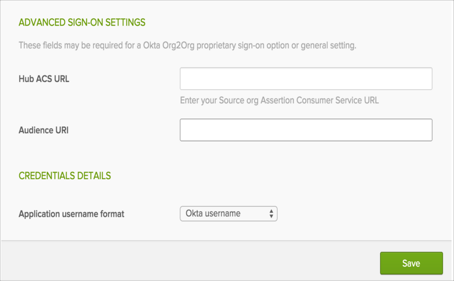 ADVANCED SIGN-ON SETTINGS
These fields may be required for a Okta Org2Org proprietary sign-on option or general setting.
Hub ACS URL
Enter your Source org Assertion Consumer Service URL
Audience URI
CREDENTIALS DETAILS
Application username format
Okta username
Save